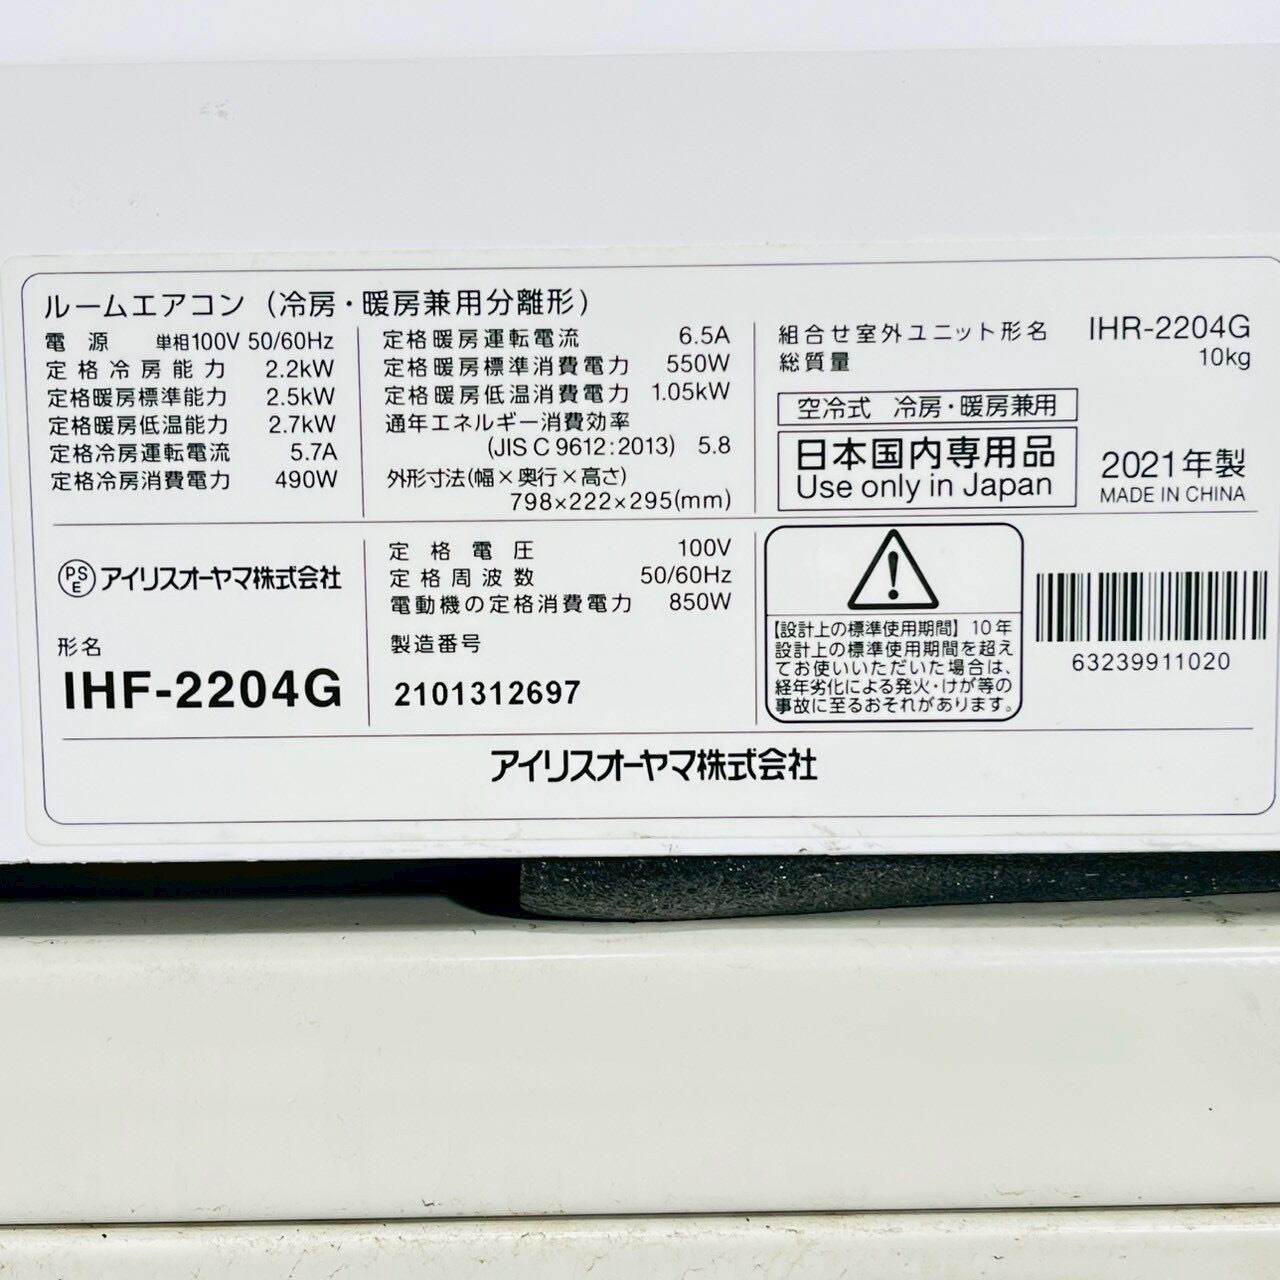 ルームエアコン（冷房・暖房兼用分離形）
電源 単相100V 50/60Hz
定格冷房能力 2.2kW
定格暖房標準能力 2.5kW
定格暖房低温能力 2.7kW
定格冷房運転電流 5.7A
定格冷房消費電力 490W
定格暖房運転電流 6.5A
定格暖房標準消費電力 550W
定格暖房低温消費電力 1.05kW
通年エネルギー消費効率
(JIS C 9612:2013) 5.8
外形寸法(幅×奥行×高さ)
798×222×295(mm)
組合せ室外ユニット形名 IHR-2204G
総質量 10kg
空冷式 冷房・暖房兼用
日本国内専用品
Use only in Japan
2021年製
MADE IN CHINA
PSE アイリスオーヤマ株式会社
形名
IHF-2204G
定格電圧 100V
定格周波数 50/60Hz
電動機の定格消費電力 850W
製造番号
2101312697
【設計上の標準使用期間】10年
設計上の標準使用期間を超え
てお使いいただいた場合は、
経年劣化による発火・けが等の
事故に至るおそれがあります。
63239911020
アイリスオーヤマ株式会社